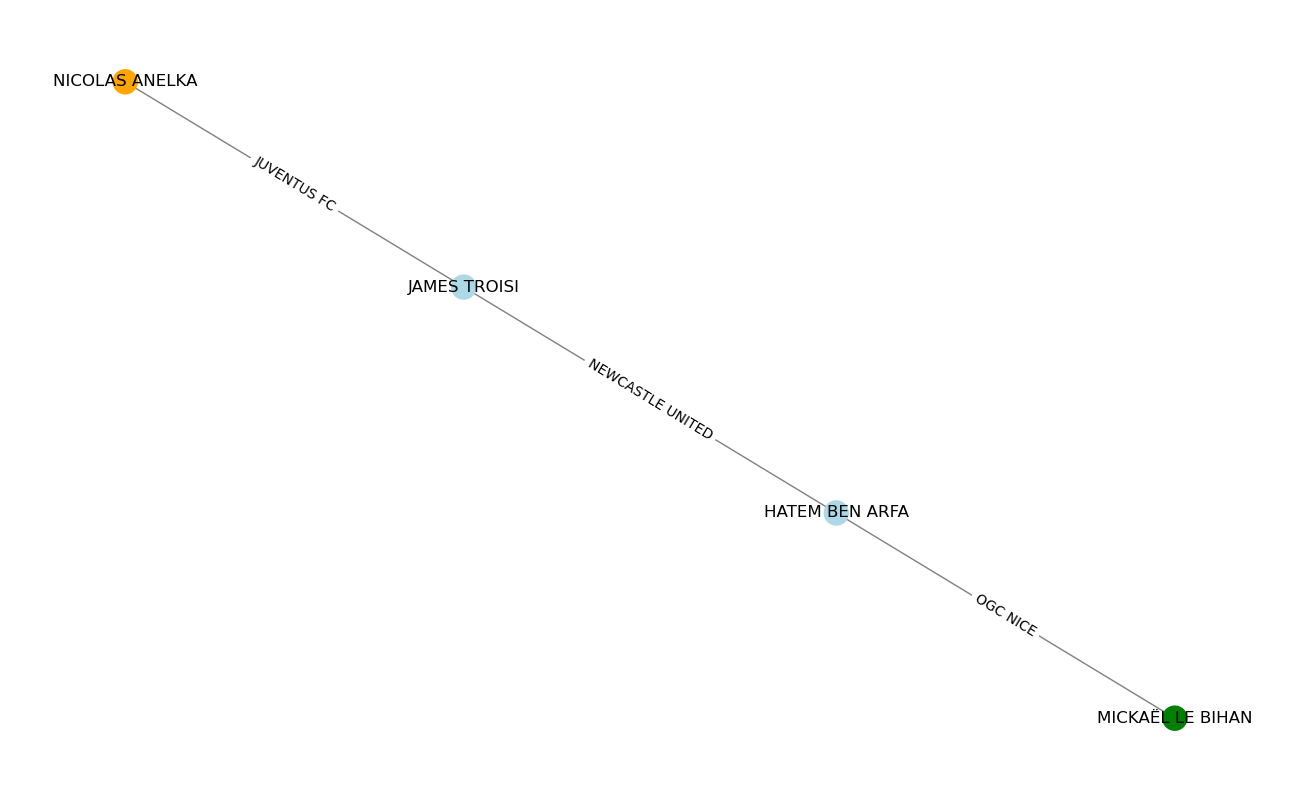 NICOLAS ANELKA
JUVENTUS FC
JAMES TROISI
NEWCASTLE UNITED
HATEM BEN ARFA
OGC NICE
MICKAËL LE BIHAN